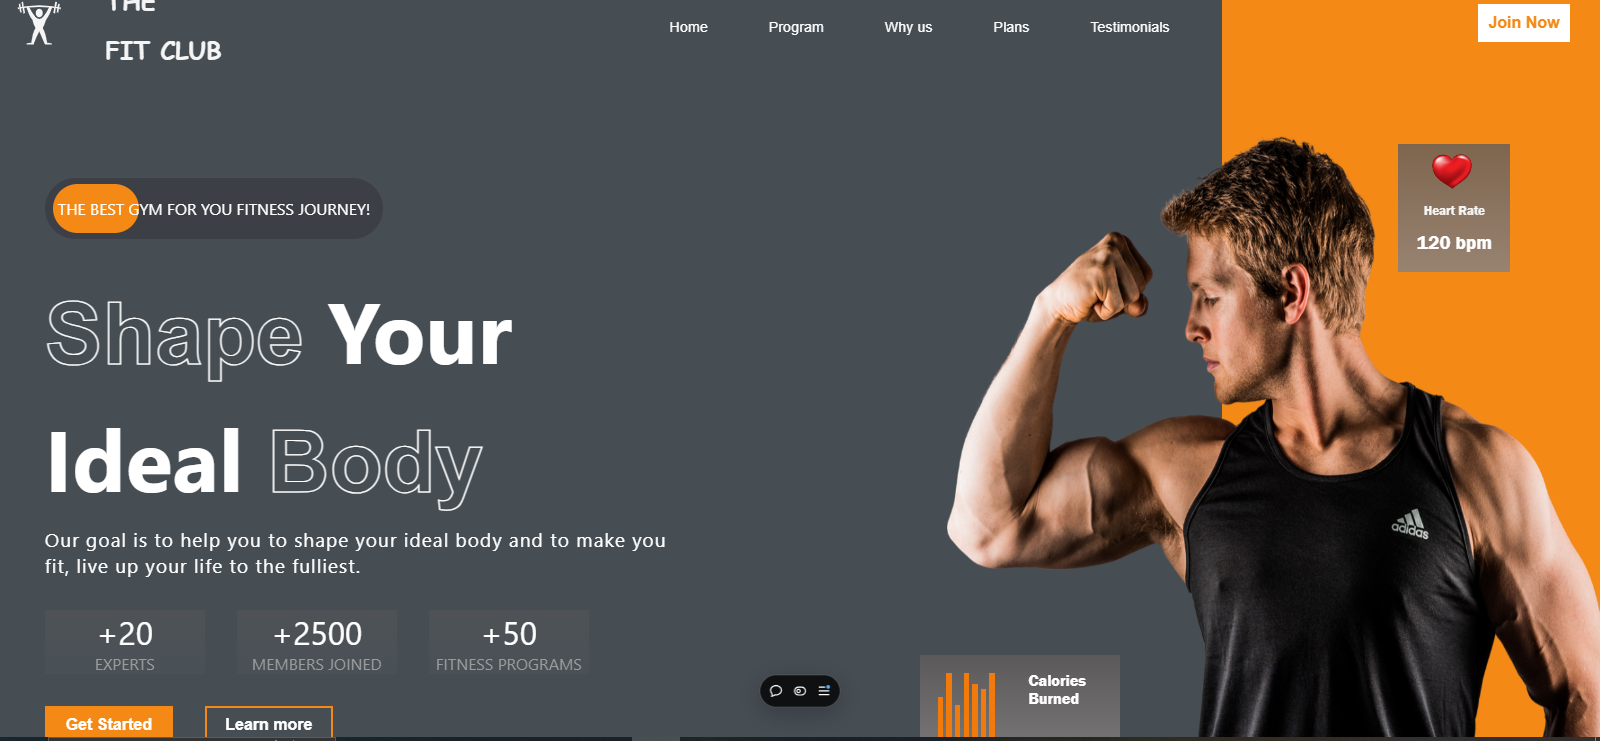 THE
FIT CLUB
Home
Program
Why us
Plans
Testimonials
Join Now
THE BEST GYM FOR YOU FITNESS JOURNEY!
Heart Rate
120 bpm
Shape Your
Ideal Body
adidas
Our goal is to help you to shape your ideal body and to make you
fit, live up your life to the fulliest.
+20
EXPERTS
+2500
MEMBERS JOINED
+50
FITNESS PROGRAMS
Calories
Burned
Get Started
Learn more